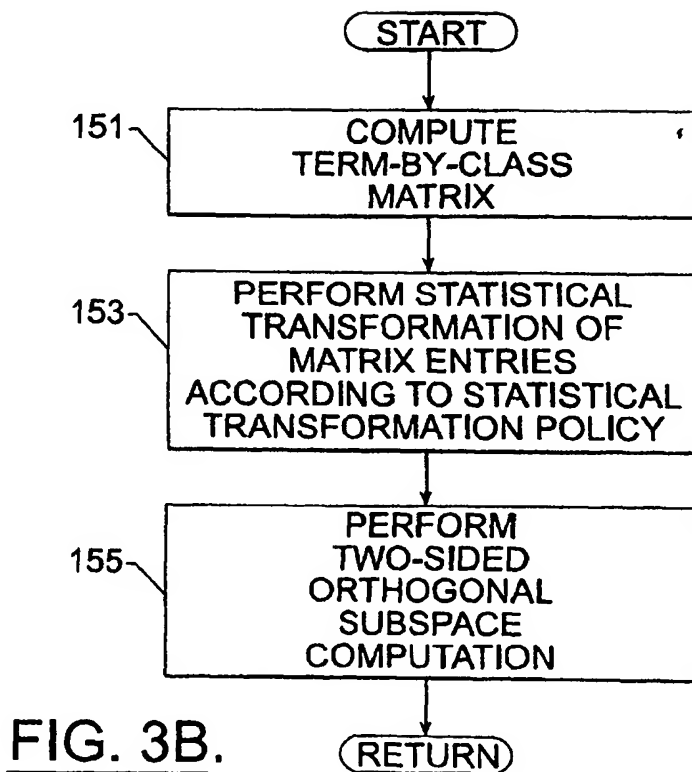 START
151
COMPUTE
TERM-BY-CLASS
MATRIX
153
PERFORM STATISTICAL
TRANSFORMATION OF
MATRIX ENTRIES
ACCORDING TO STATISTICAL
TRANSFORMATION POLICY
155
PERFORM
TWO-SIDED
ORTHOGONAL
SUBSPACE
COMPUTATION
FIG. 3B.
RETURN